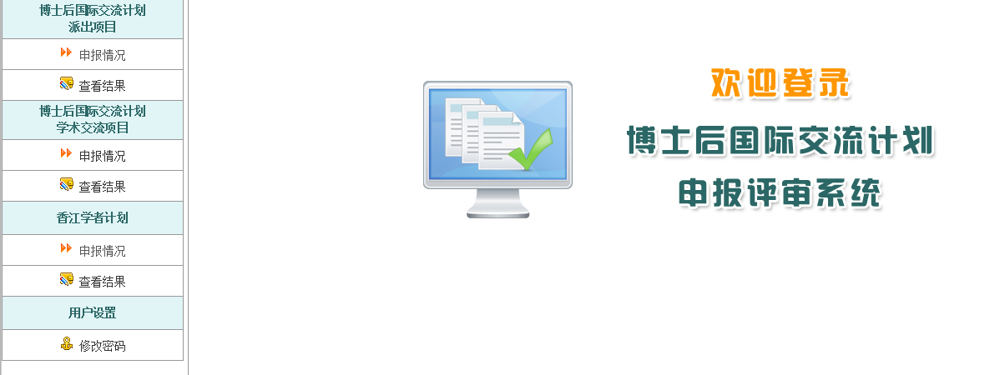 博士后国际交流计划
派出项目
申报情况
查看结果
博士后国际交流计划
学术交流项目
申报情况
查看结果
香江学者计划
申报情况
查看结果
用户设置
修改密码
欢迎登录
博士后国际交流计划
申报评审系统